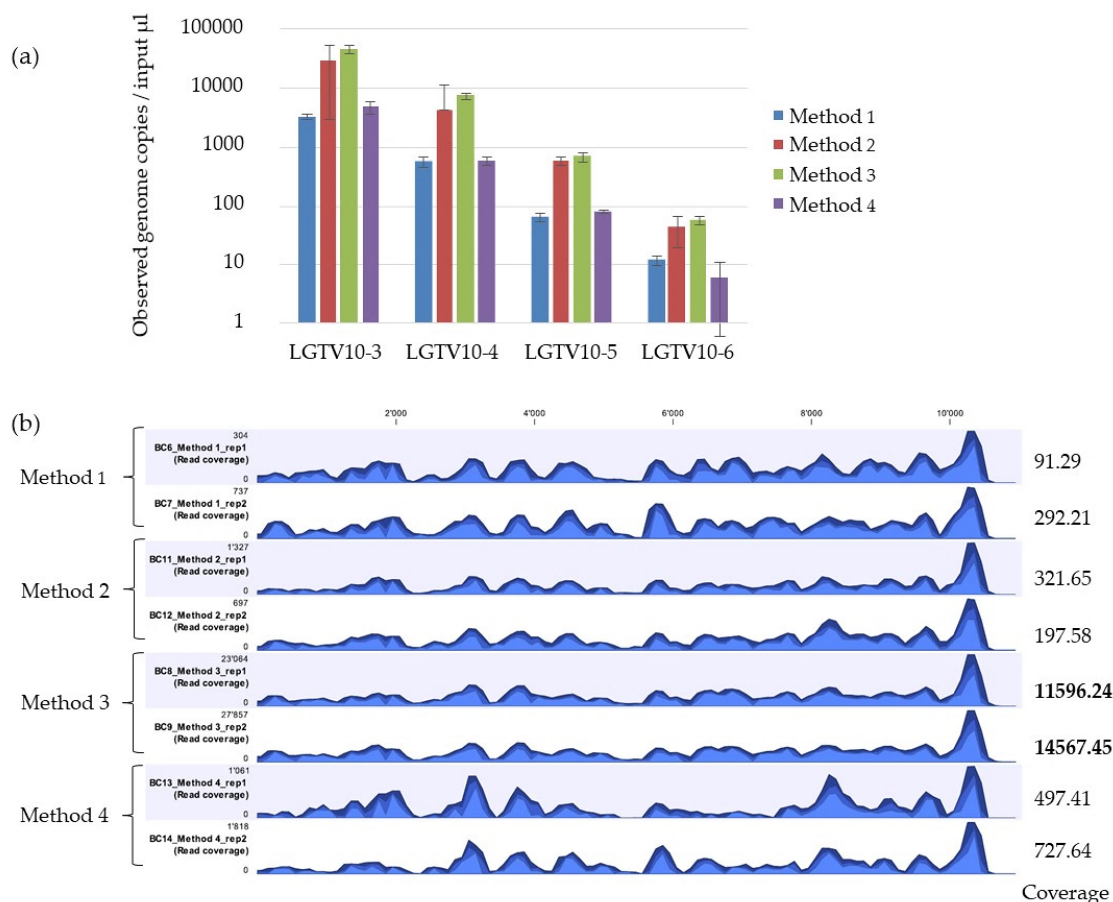 (a)
Observed genome copies / input µl
100000
10000
1000
100
10
1
LGTV10-3 LGTV10-4 LGTV10-5 LGTV10-6
Method 1
Method 2
Method 3
Method 4
(b)
2'000 4'000 6'000 8'000 10'000
Method 1
304
BC6_Method 1_rep1
(Read coverage)
0
91.29
737
BC7_Method 1_rep2
(Read coverage)
0
292.21
Method 2
1'327
BC11_Method 2_rep1
(Read coverage)
0
321.65
697
BC12_Method 2_rep2
(Read coverage)
0
197.58
Method 3
23'064
BC8_Method 3_rep1
(Read coverage)
0
11596.24
27'857
BC9_Method 3_rep2
(Read coverage)
0
14567.45
Method 4
1'061
BC13_Method 4_rep1
(Read coverage)
0
497.41
1'818
BC14_Method 4_rep2
(Read coverage)
0
727.64
Coverage